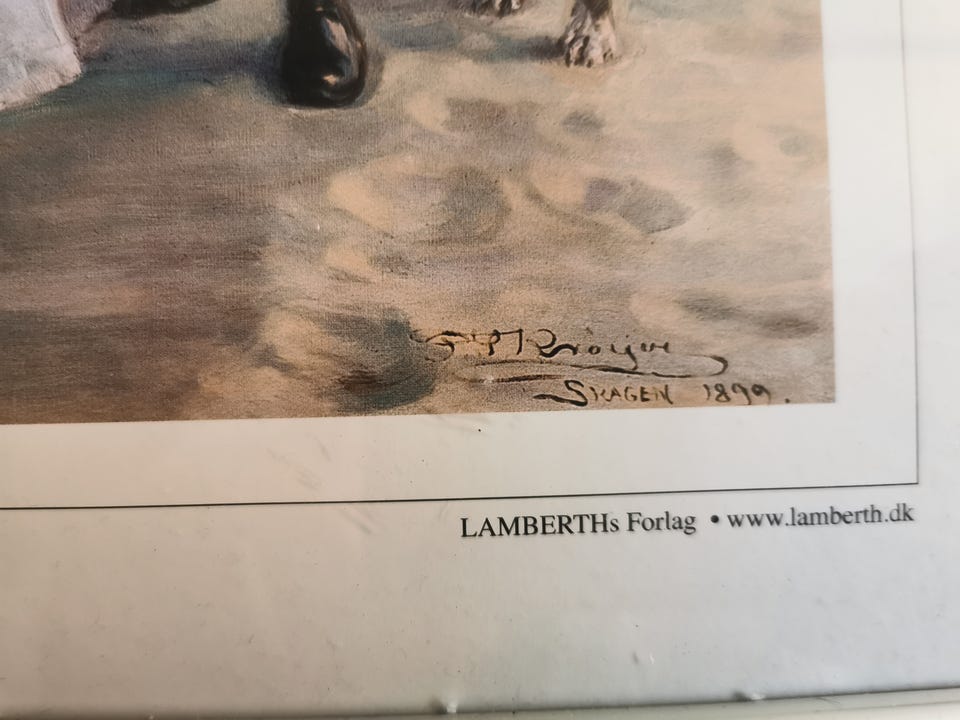 P S Krøyer
SKAGEN 1899.
LAMBERTHs Forlag • www.lamberth.dk